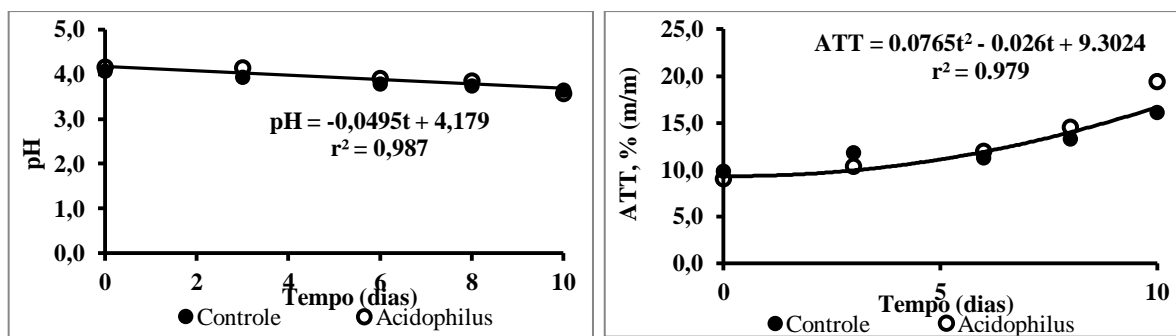 5,0
4,0
3,0
2,0
1,0
0,0
pH
pH = -0,0495t + 4,179
r² = 0,987
0 2 4 6 8 10
Tempo (dias)
Controle Acidophilus
25,0
20,0
15,0
10,0
5,0
0,0
ATT, % (m/m)
ATT = 0.0765t² - 0.026t + 9.3024
r² = 0.979
0 5 10
Tempo (dias)
Controle Acidophilus